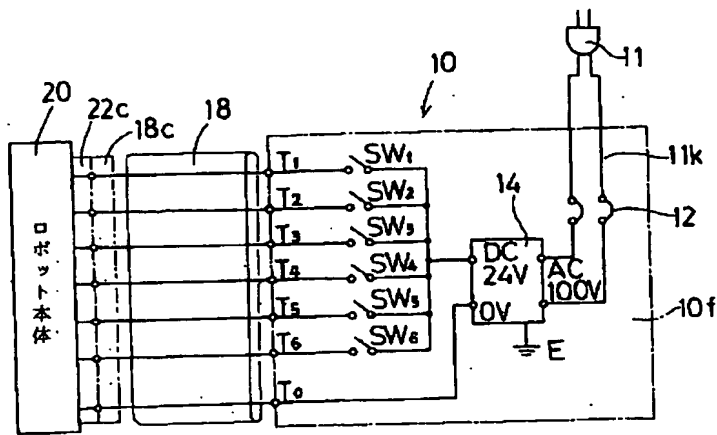 11
10
20
22c
18c
18
11k
12
T1 SW1
T2 SW2
T3 SW3
T4 SW4
T5 SW5
T6 SW6
T0
14
DC
24V
0V
AC
100V
E
10f
ロボット本体